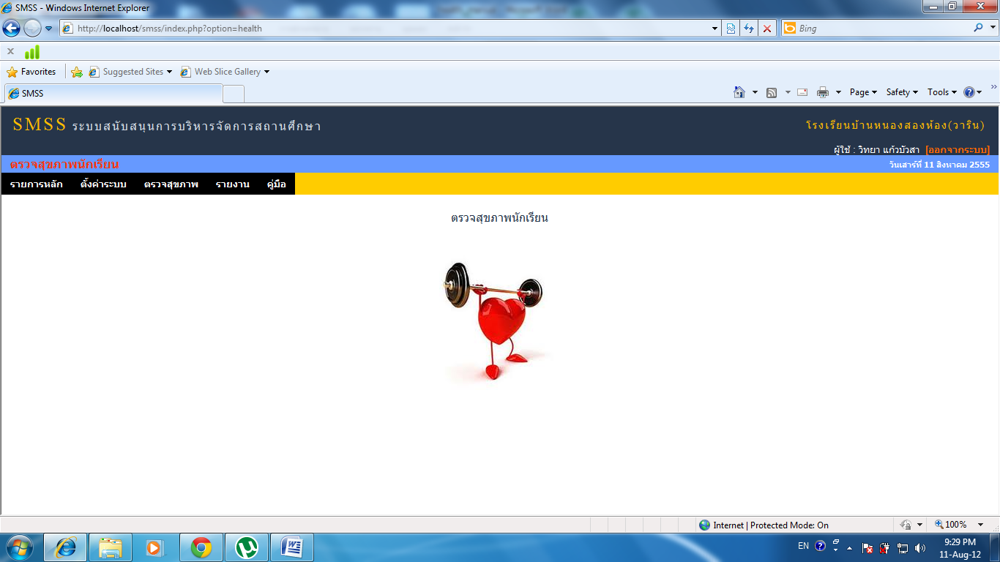 SMSS - Windows Internet Explorer
http://localhost/smss/index.php?option=health
Bing
Favorites
Suggested Sites
Web Slice Gallery
SMSS
Page
Safety
Tools
SMSS ระบบสนับสนุนการบริหารจัดการสถานศึกษา
โรงเรียนบ้านหนองสองห้อง(วาริน)
ผู้ใช้ : วิทยา แก้วบัวสา [ออกจากระบบ]
ตรวจสุขภาพนักเรียน
วันเสาร์ที่ 11 สิงหาคม 2555
รายการหลัก ตั้งค่าระบบ ตรวจสุขภาพ รายงาน คู่มือ
ตรวจสุขภาพนักเรียน
Internet | Protected Mode: On
100%
EN
9:29 PM
11-Aug-12